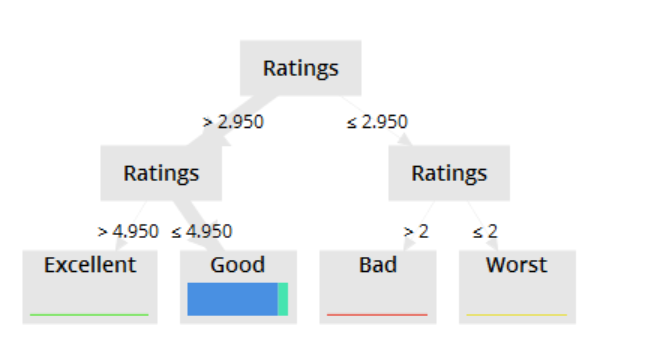 Ratings
> 2.950 ≤ 2.950
Ratings Ratings
> 4.950 ≤ 4.950 > 2 ≤ 2
Excellent Good Bad Worst